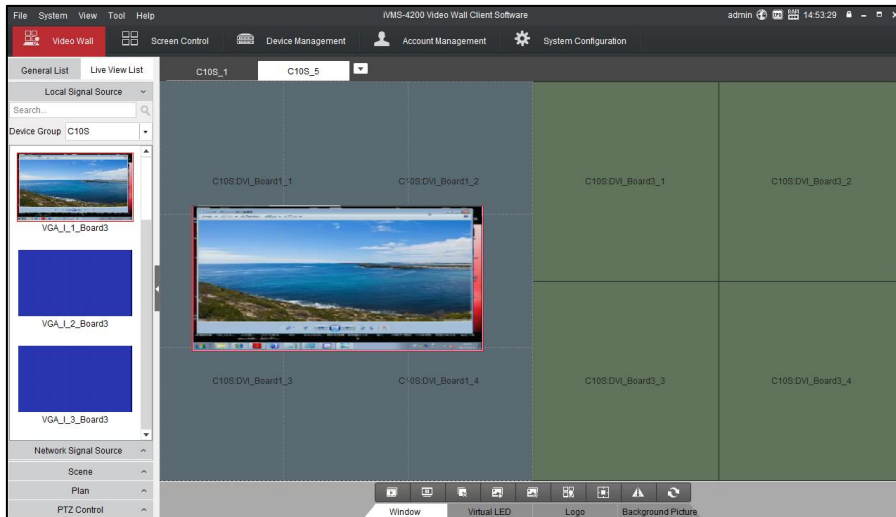 File System View Tool Help iVMS-4200 Video Wall Client Software admin 14:53:29
Video Wall Screen Control Device Management Account Management System Configuration
General List Live View List C10S_1 C10S_5
Local Signal Source
Search...
Device Group C10S
C10S:DVI_Board1_1 C10S:DVI_Board1_2 C10S:DVI_Board3_1 C10S:DVI_Board3_2
VGA_I_1_Board3
VGA_I_2_Board3
C10S:DVI_Board1_3 C10S:DVI_Board1_4 C10S:DVI_Board3_3 C10S:DVI_Board3_4
VGA_I_3_Board3
Network Signal Source
Scene
Plan
PTZ Control
Window Virtual LED Logo Background Picture